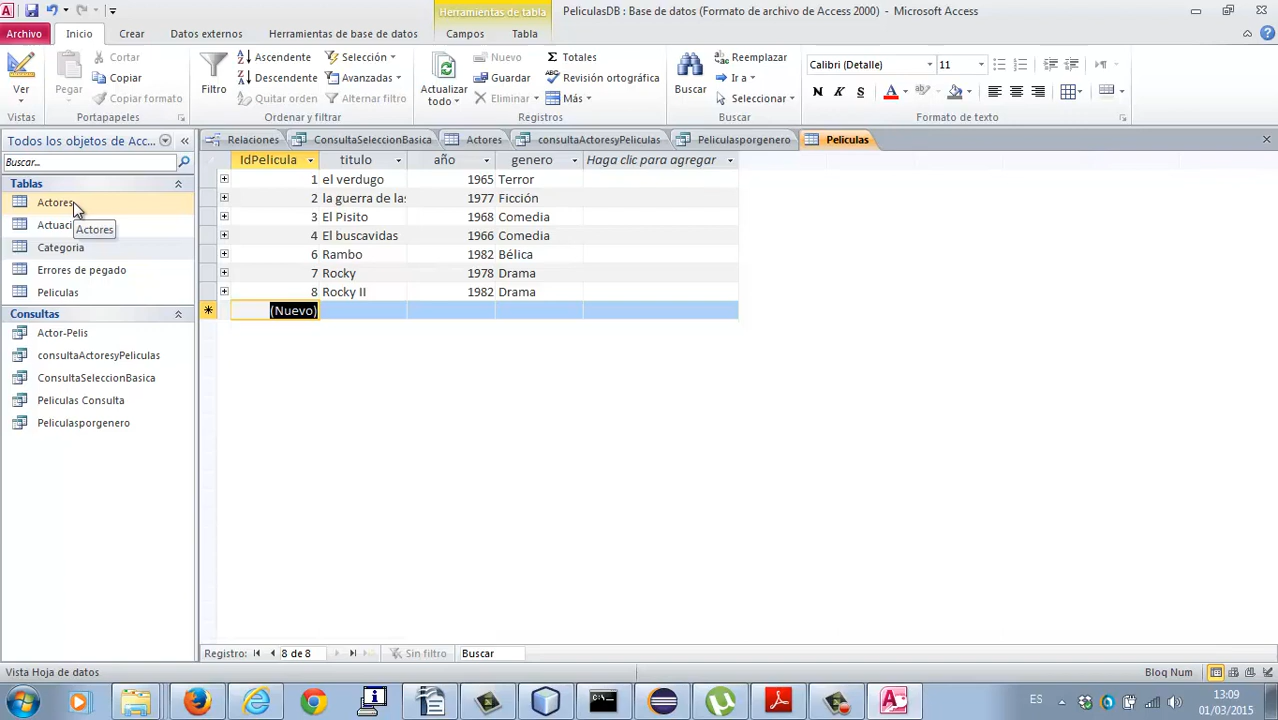 Herramientas de tabla
PeliculasDB : Base de datos (Formato de archivo de Access 2000) - Microsoft Access
Archivo Inicio Crear Datos externos Herramientas de base de datos Campos Tabla
Ver
Vistas
Pegar
Cortar
Copiar
Copiar formato
Portapapeles
Filtro
Ascendente
Descendente
Quitar orden
Selección
Avanzadas
Alternar filtro
Ordenar y filtrar
Actualizar
todo
Nuevo
Guardar
Eliminar
Totales
Revisión ortográfica
Más
Registros
Buscar
Reemplazar
Ir a
Seleccionar
Buscar
Calibri (Detalle) 11
N K S A
Formato de texto
Todos los objetos de Acc...
Buscar...
Tablas
Actores
Actuaci
Actores
Categoria
Errores de pegado
Peliculas
Consultas
Actor-Pelis
consultaActoresyPeliculas
ConsultaSeleccionBasica
Peliculas Consulta
Peliculasporgenero
Relaciones ConsultaSeleccionBasica Actores consultaActoresyPeliculas Peliculasporgenero Peliculas
IdPelicula titulo año genero Haga clic para agregar
1 el verdugo 1965 Terror
2 la guerra de las 1977 Ficción
3 El Pisito 1968 Comedia
4 El buscavidas 1966 Comedia
6 Rambo 1982 Bélica
7 Rocky 1978 Drama
8 Rocky II 1982 Drama
(Nuevo)
Registro: 8 de 8 Sin filtro Buscar
Vista Hoja de datos
Bloq Num
ES
13:09
01/03/2015